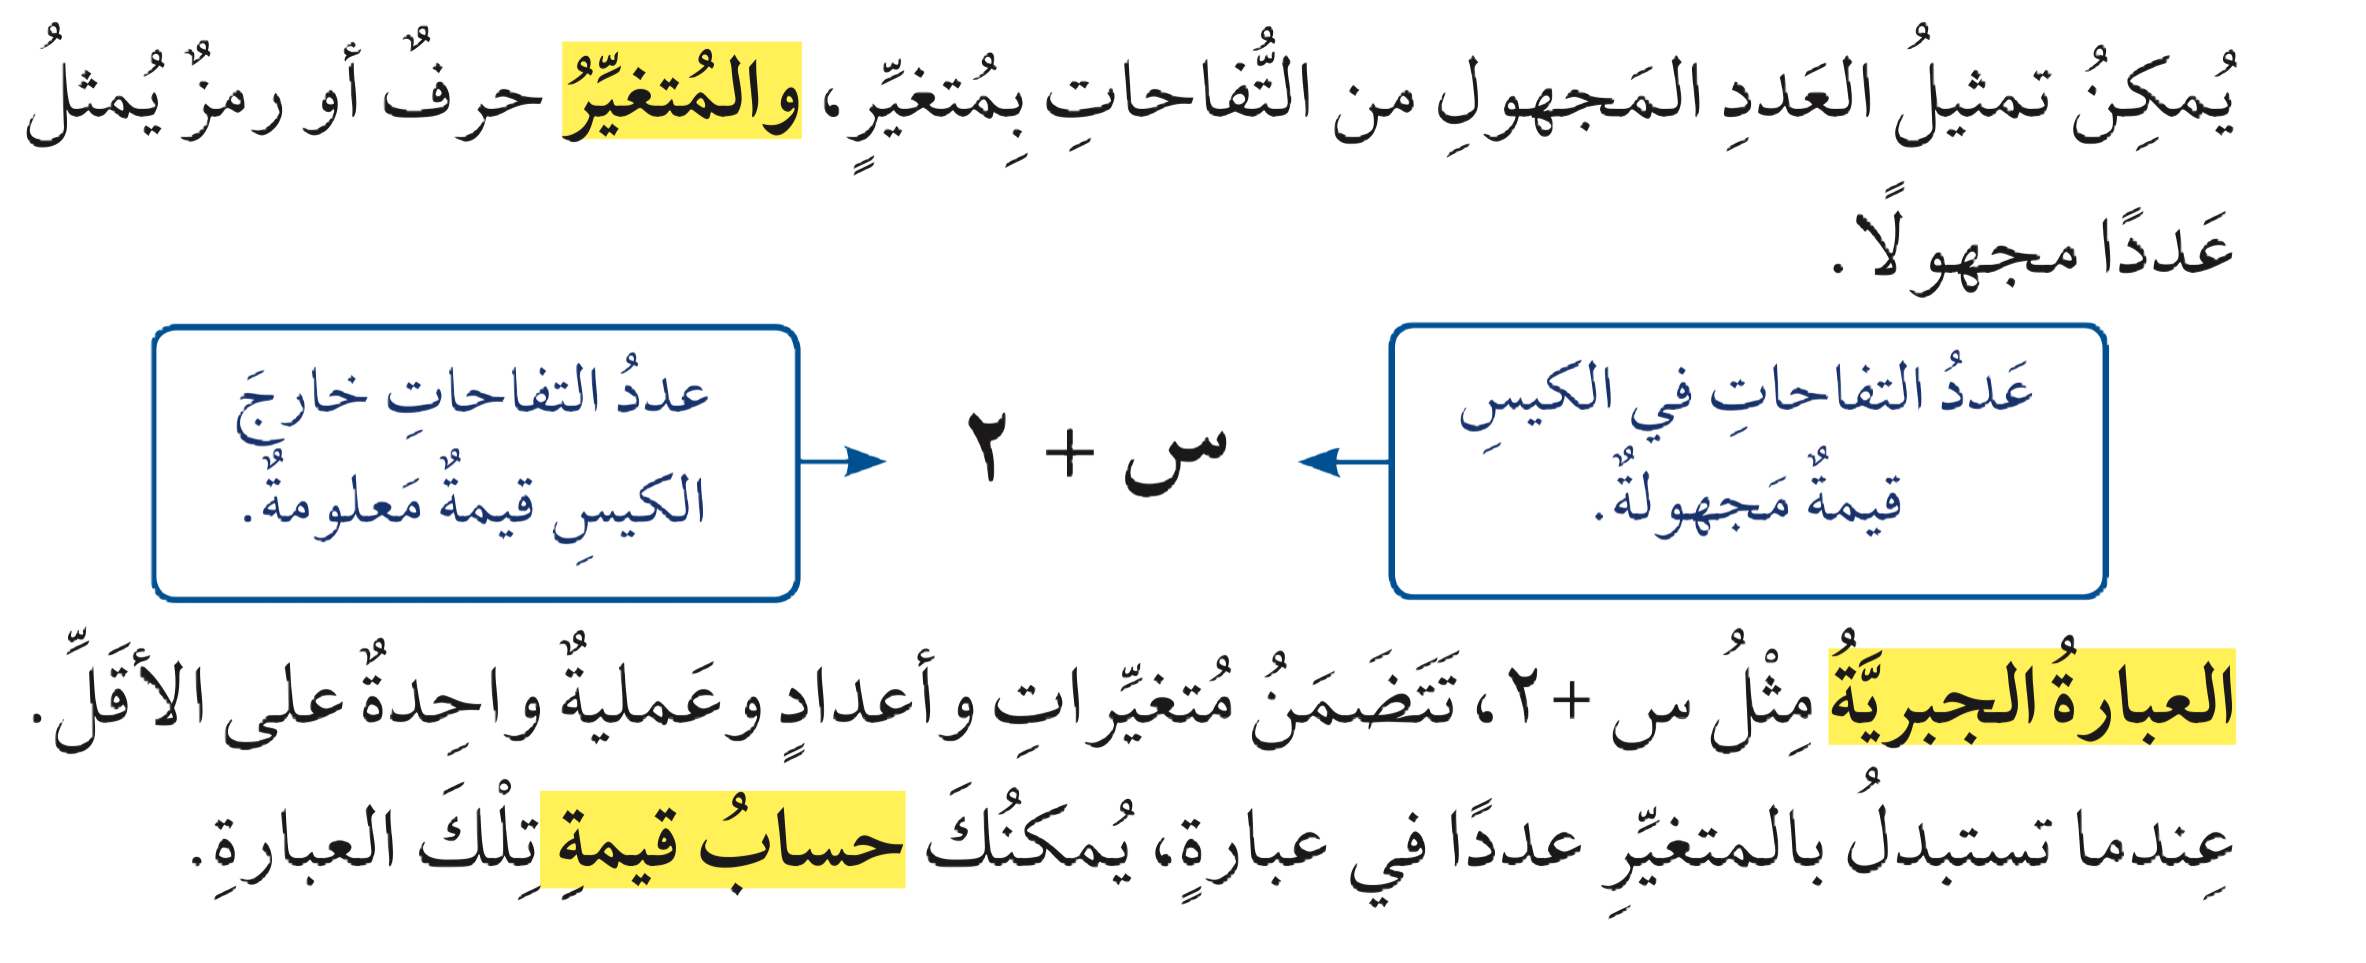 يُمكِنُ تمثيلُ العَددِ المَجهولِ من التُّفاحاتِ بِمُتغيِّرٍ، والمُتغيِّرُ حرفٌ أو رمزٌ يُمثلُ
عَددًا مجهولًا.
عَددُ التفاحاتِ في الكيسِ
قيمةٌ مَجهولةٌ.
س + ٢
عددُ التفاحاتِ خارجَ
الكيسِ قيمةٌ مَعلومةٌ.
العبارةُ الجبريَّةُ مِثْلُ س +٢، تَتَضَمَنُ مُتغيِّراتِ وأعدادٍ وعَمليةٌ واحِدةٌ على الأقَلِّ.
عِندما تستبدلُ بالمتغيِّرِ عددًا في عبارةٍ، يُمكنُكَ حسابُ قيمةِ تِلْكَ العبارةِ.